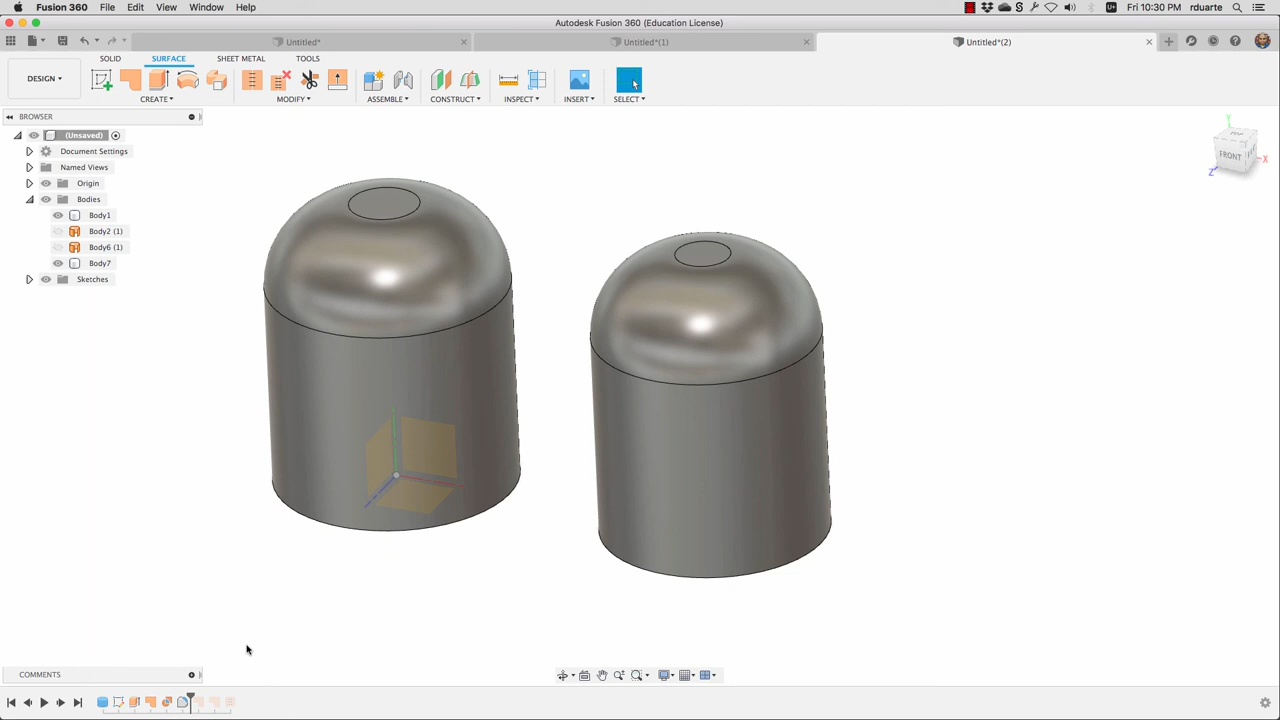 Fusion 360 File Edit View Window Help Fri 10:30 PM rduarte
Autodesk Fusion 360 (Education License)
Untitled* Untitled*(1) Untitled*(2)
SOLID SURFACE SHEET METAL TOOLS
DESIGN
CREATE MODIFY ASSEMBLE CONSTRUCT INSPECT INSERT SELECT
BROWSER
(Unsaved)
Document Settings
Named Views
Origin
Bodies
Body1
Body2 (1)
Body6 (1)
Body7
Sketches
Y
FRONT
X
Z
COMMENTS